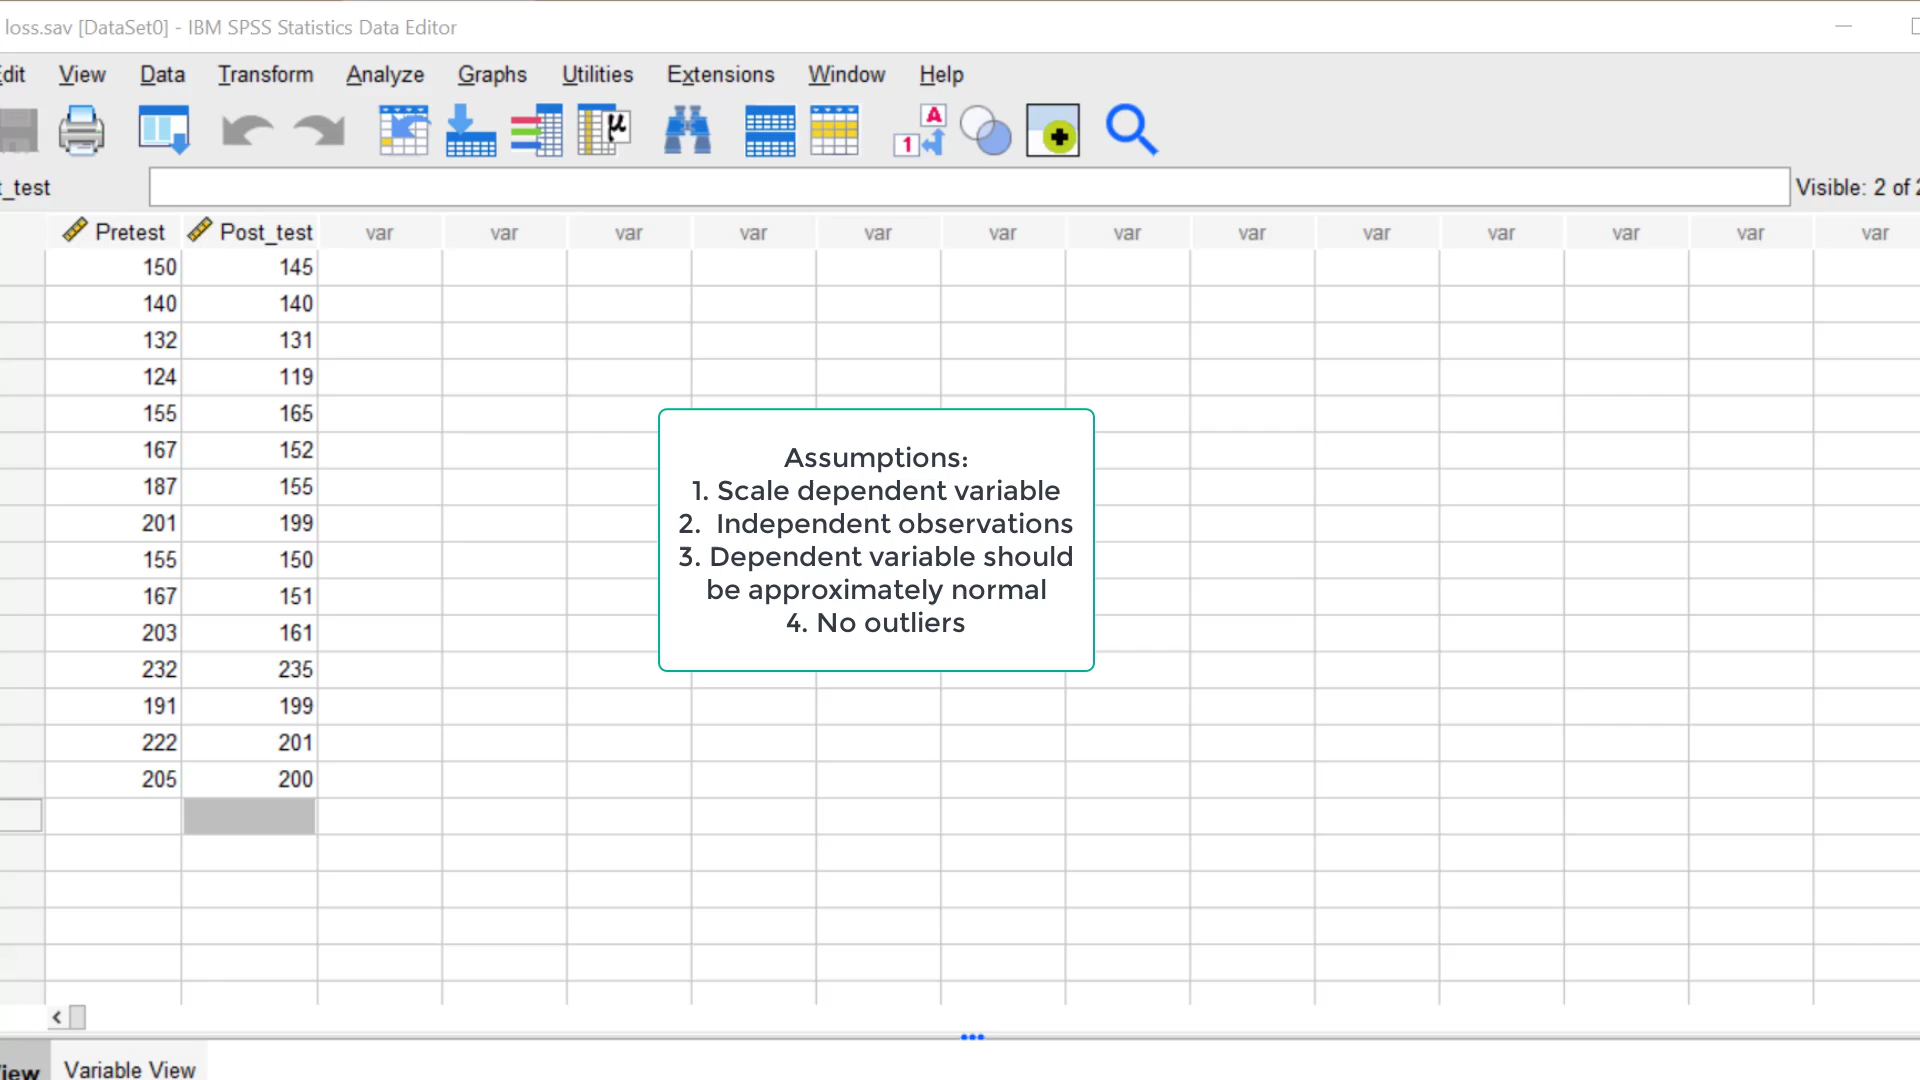 loss.sav [DataSet0] - IBM SPSS Statistics Data Editor
dit View Data Transform Analyze Graphs Utilities Extensions Window Help
A
1
μ
t_test
Visible: 2 of 2
Pretest Post_test var var var var var var var var var var var var var
150 145
140 140
132 131
124 119
155 165
167 152
187 155
201 199
155 150
167 151
203 161
232 235
191 199
222 201
205 200
Assumptions:
1. Scale dependent variable
2. Independent observations
3. Dependent variable should
be approximately normal
4. No outliers
iew Variable View